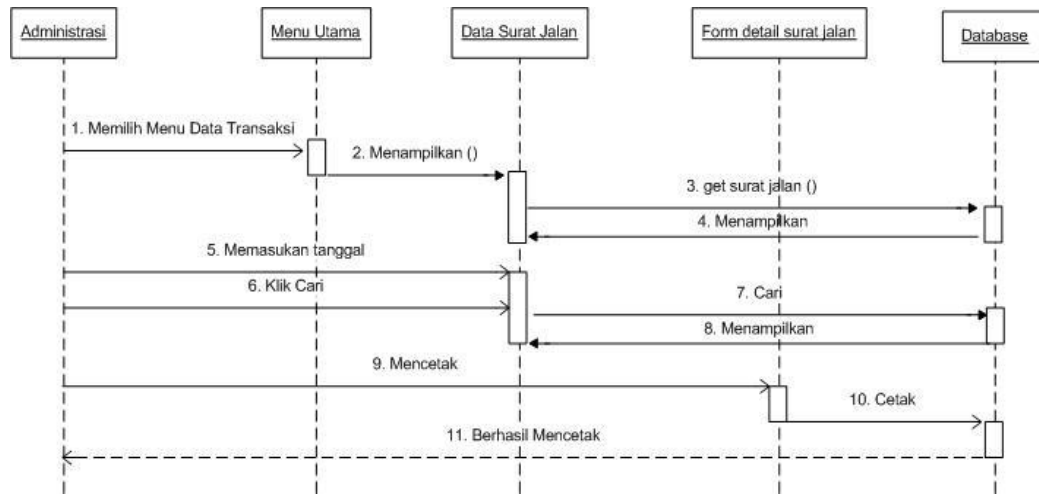 Administrasi
Menu Utama
Data Surat Jalan
Form detail surat jalan
Database
1. Memilih Menu Data Transaksi
2. Menampilkan ()
3. get surat jalan ()
4. Menampilkan
5. Memasukan tanggal
6. Klik Cari
7. Cari
8. Menampilkan
9. Mencetak
10. Cetak
11. Berhasil Mencetak